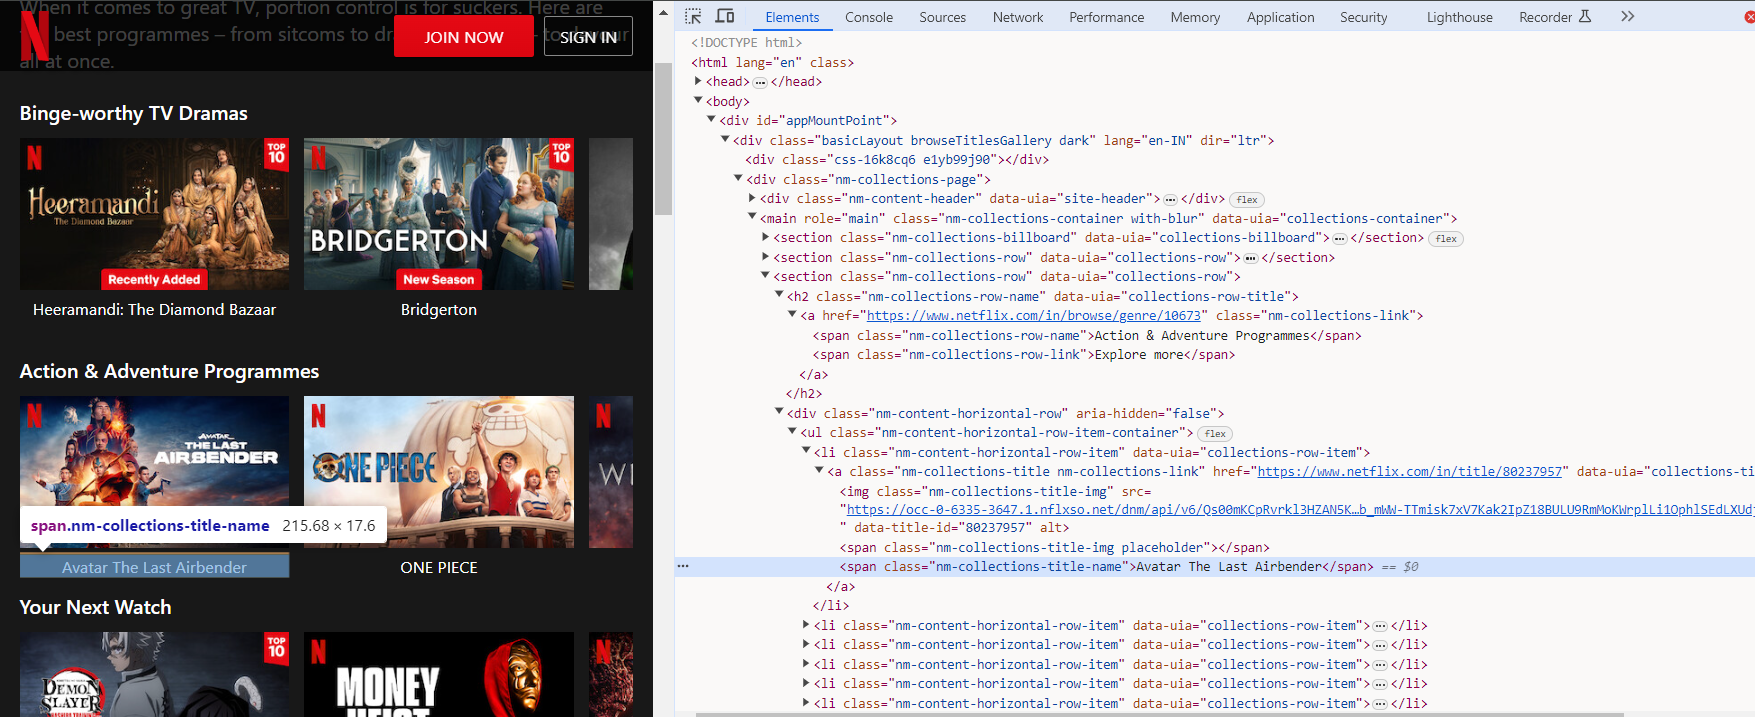 When it comes to great TV, portion control is for suckers. Here are
best programmes – from sitcoms to
all at once.
JOIN NOW
SIGN IN
Binge-worthy TV Dramas
TOP 10
Heeramandi
The Diamond Bazaar
Recently Added
TOP 10
BRIDGERTON
New Season
Heeramandi: The Diamond Bazaar
Bridgerton
Action & Adventure Programmes
AVATAR
THE LAST
AIRBENDER
ONE PIECE
span.nm-collections-title-name 215.68 × 17.6
Avatar The Last Airbender
ONE PIECE
Your Next Watch
TOP 10
DEMON
SLAYER
MONEY
HEIST
Elements Console Sources Network Performance Memory Application Security Lighthouse Recorder
<!DOCTYPE html>
<html lang="en" class>
<head>…</head>
<body>
<div id="appMountPoint">
<div class="basicLayout browseTitlesGallery dark" lang="en-IN" dir="ltr">
<div class="css-16k8cq6 e1yb99j90"></div>
<div class="nm-collections-page">
<div class="nm-content-header" data-uia="site-header">…</div> flex
<main role="main" class="nm-collections-container with-blur" data-uia="collections-container">
<section class="nm-collections-billboard" data-uia="collections-billboard">…</section> flex
<section class="nm-collections-row" data-uia="collections-row">…</section>
<section class="nm-collections-row" data-uia="collections-row">
<h2 class="nm-collections-row-name" data-uia="collections-row-title">
<a href="https://www.netflix.com/in/browse/genre/10673" class="nm-collections-link">
<span class="nm-collections-row-name">Action & Adventure Programmes</span>
<span class="nm-collections-row-link">Explore more</span>
</a>
</h2>
<div class="nm-content-horizontal-row" aria-hidden="false">
<ul class="nm-content-horizontal-row-item-container"> flex
<li class="nm-content-horizontal-row-item" data-uia="collections-row-item">
<a class="nm-collections-title nm-collections-link" href="https://www.netflix.com/in/title/80237957" data-uia="collections-ti
<img class="nm-collections-title-img" src=
"https://occ-0-6335-3647.1.nflxso.net/dnm/api/v6/Qs00mKCpRvrkl3HZAN5K…b_mWW-TTmisk7xV7Kak2IpZ18BULU9RmMoKWrplLi1OphlSEdLXUdj
" data-title-id="80237957" alt>
<span class="nm-collections-title-img placeholder"></span>
<span class="nm-collections-title-name">Avatar The Last Airbender</span> == $0
</a>
</li>
<li class="nm-content-horizontal-row-item" data-uia="collections-row-item">…</li>
<li class="nm-content-horizontal-row-item" data-uia="collections-row-item">…</li>
<li class="nm-content-horizontal-row-item" data-uia="collections-row-item">…</li>
<li class="nm-content-horizontal-row-item" data-uia="collections-row-item">…</li>
<li class="nm-content-horizontal-row-item" data-uia="collections-row-item">…</li>